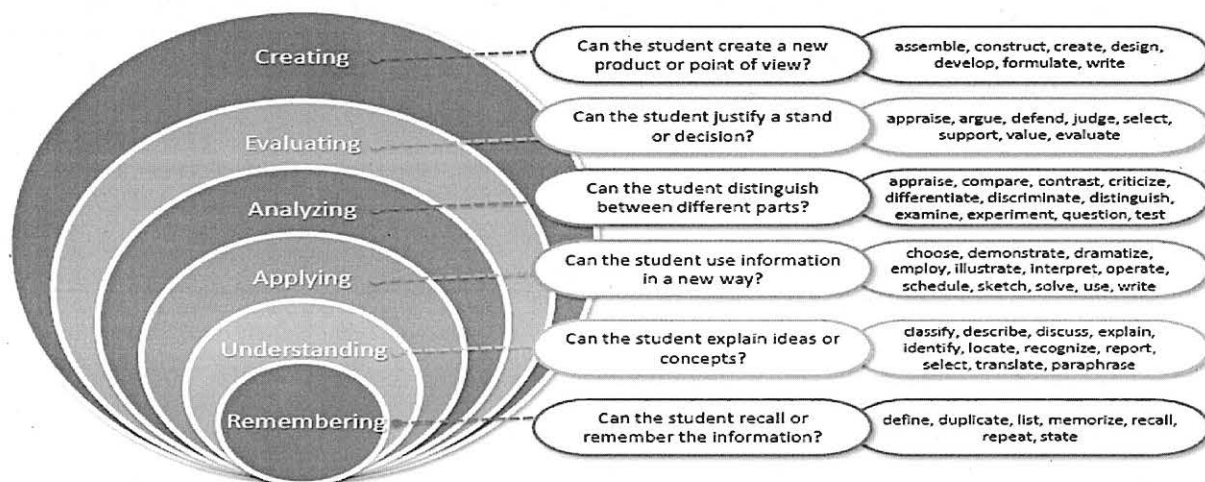 Creating
Can the student create a new
product or point of view?
assemble, construct, create, design,
develop, formulate, write
Evaluating
Can the student justify a stand
or decision?
appraise, argue, defend, judge, select,
support, value, evaluate
Analyzing
Can the student distinguish
between different parts?
appraise, compare, contrast, criticize,
differentiate, discriminate, distinguish,
examine, experiment, question, test
Applying
Can the student use information
in a new way?
choose, demonstrate, dramatize,
employ, illustrate, interpret, operate,
schedule, sketch, solve, use, write
Understanding
Can the student explain ideas or
concepts?
classify, describe, discuss, explain,
identify, locate, recognize, report,
select, translate, paraphrase
Remembering
Can the student recall or
remember the information?
define, duplicate, list, memorize, recall,
repeat, state